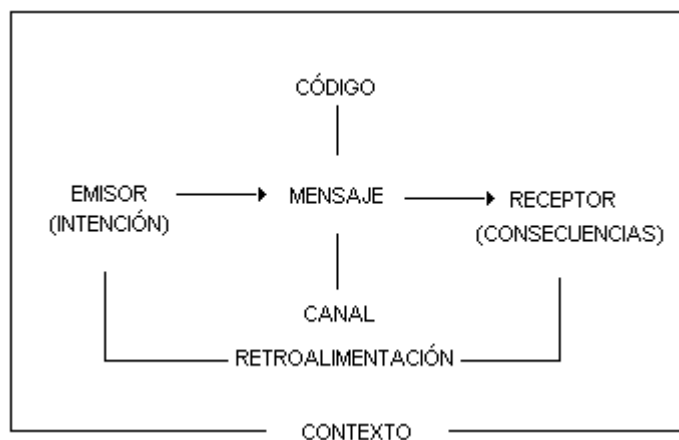 CÓDIGO
EMISOR
(INTENCIÓN)
MENSAJE
RECEPTOR
(CONSECUENCIAS)
CANAL
RETROALIMENTACIÓN
CONTEXTO